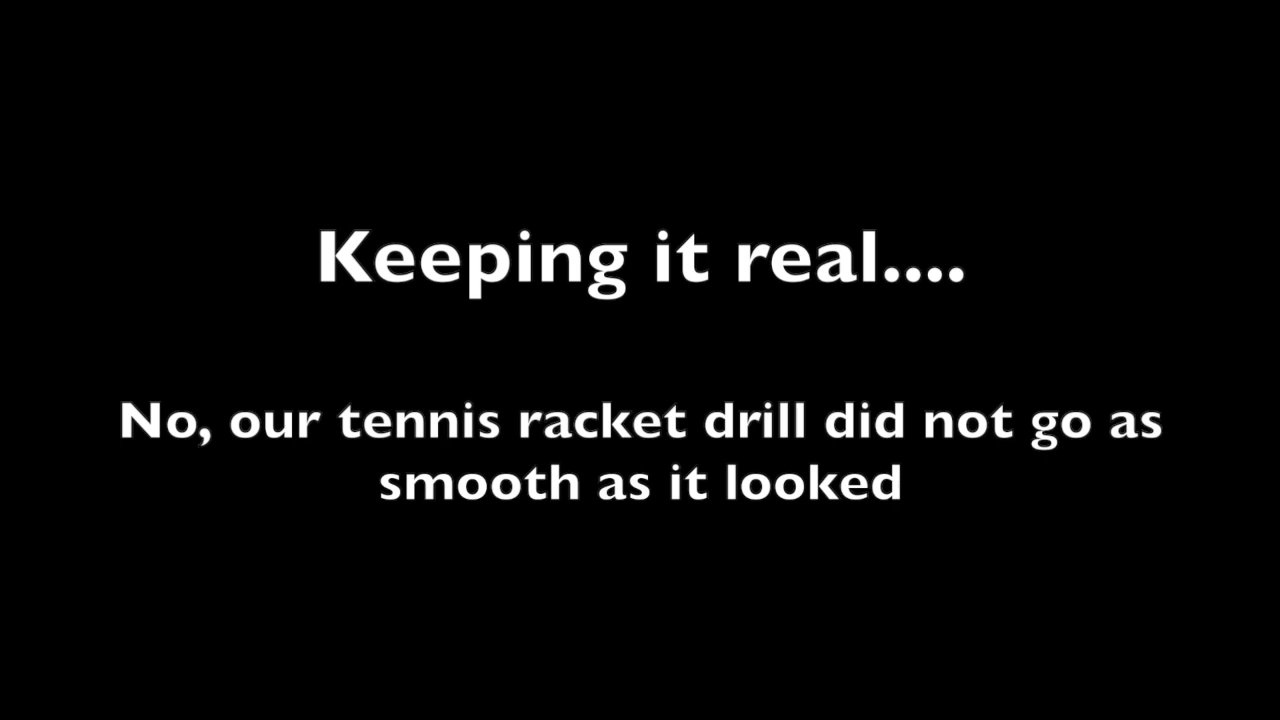 Keeping it real....
No, our tennis racket drill did not go as
smooth as it looked